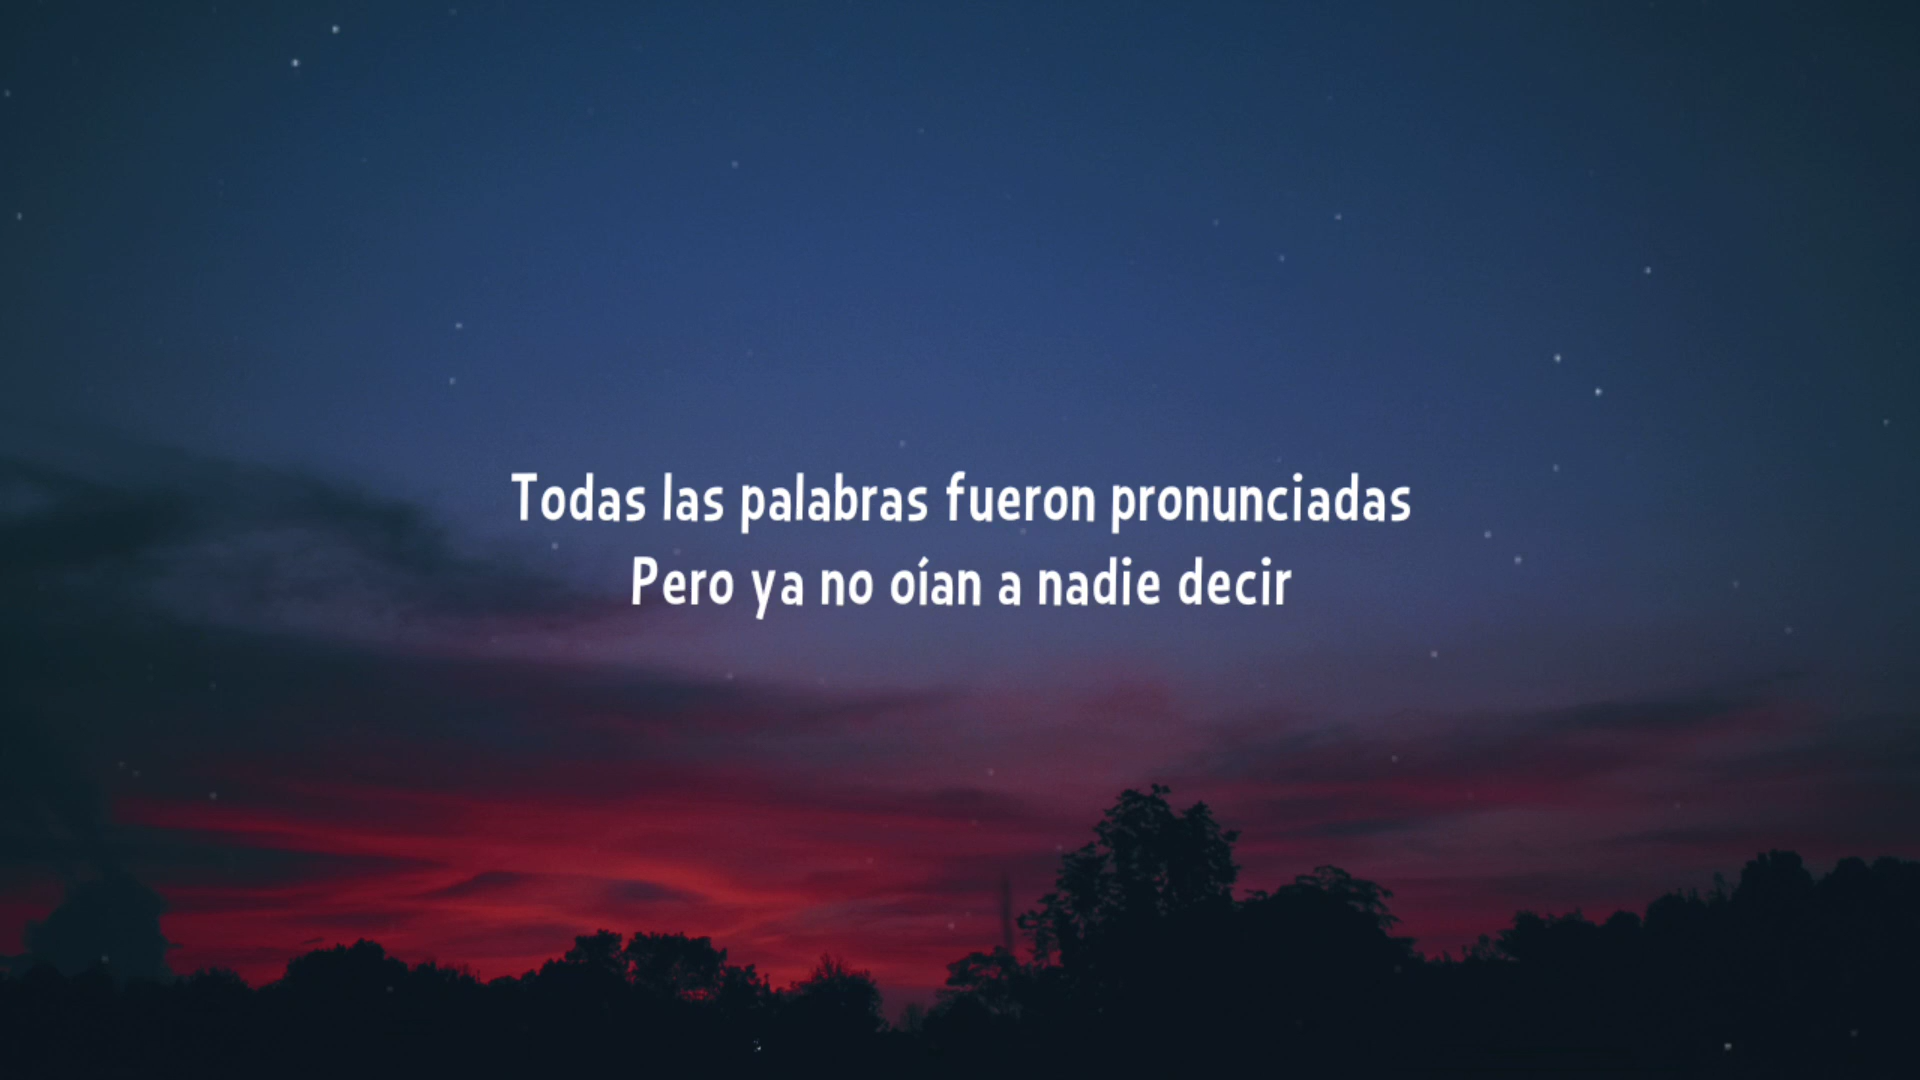 Todas las palabras fueron pronunciadas
Pero ya no oían a nadie decir